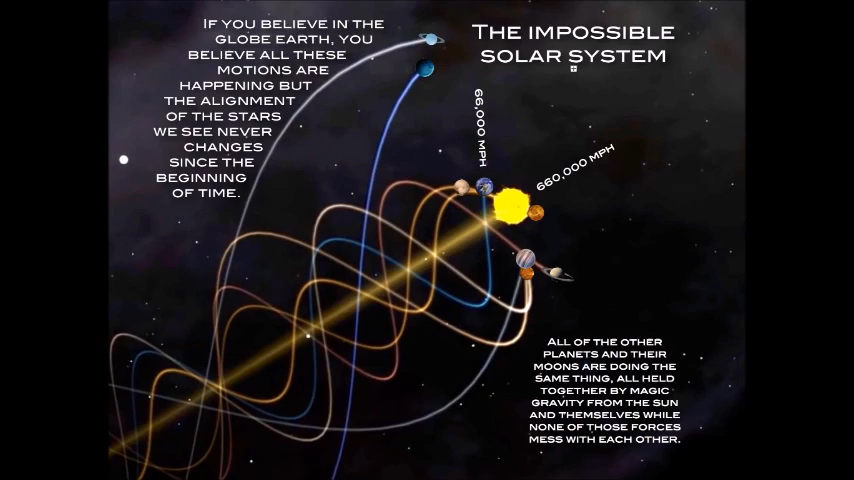 If you believe in the
globe earth, you
believe all these
motions are
happening but
the alignment
of the stars
we see never
changes
since the
beginning
of time.
The impossible
solar system
66,000 mph
660,000 mph
All of the other
planets and their
moons are doing the
same thing, all held
together by magic
gravity from the sun
and themselves while
none of those forces
mess with each other.